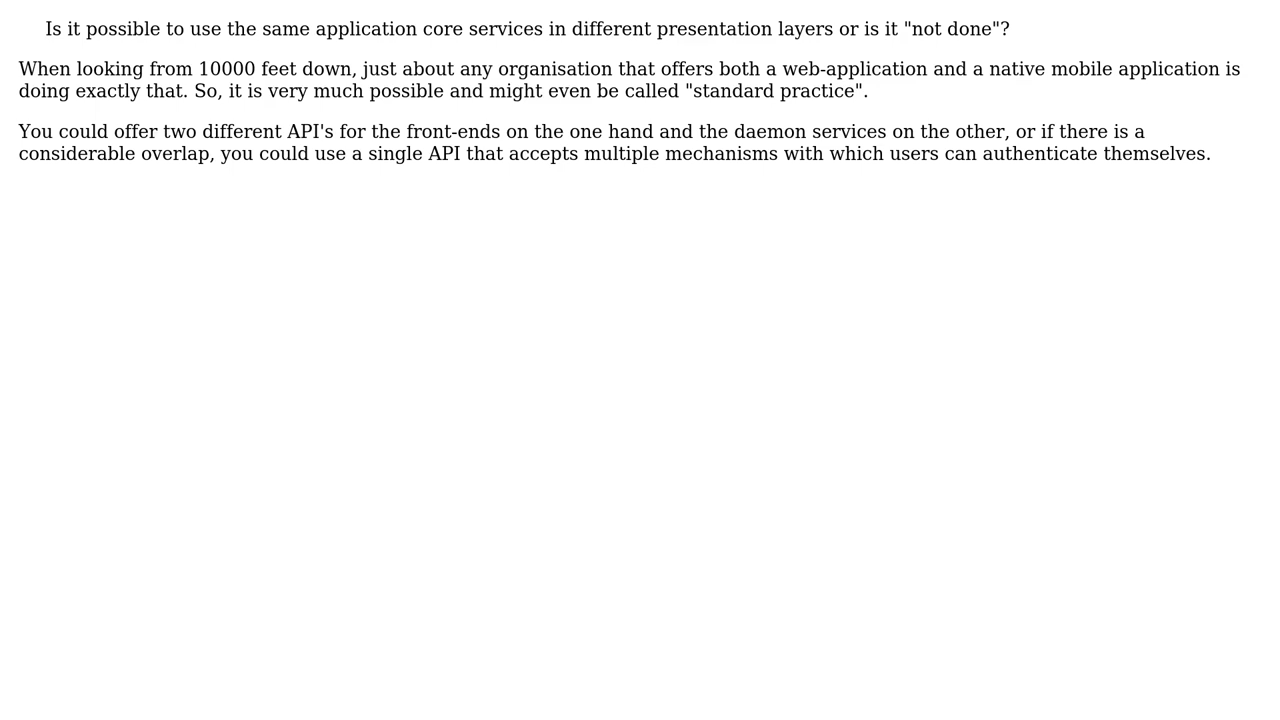 Is it possible to use the same application core services in different presentation layers or is it "not done"?
When looking from 10000 feet down, just about any organisation that offers both a web-application and a native mobile application is
doing exactly that. So, it is very much possible and might even be called "standard practice".
You could offer two different API's for the front-ends on the one hand and the daemon services on the other, or if there is a
considerable overlap, you could use a single API that accepts multiple mechanisms with which users can authenticate themselves.